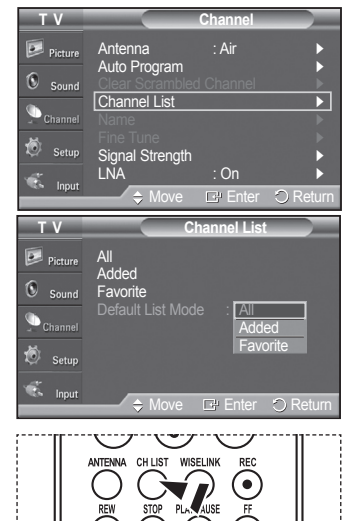 T V Channel
Picture
Sound
Channel
Setup
Input
Antenna : Air
Auto Program
Clear Scrambled Channel
Channel List
Name
Fine Tune
Signal Strength
LNA : On
Move Enter Return
T V Channel List
Picture
Sound
Channel
Setup
Input
All
Added
Favorite
Default List Mode : All
Added
Favorite
Move Enter Return
ANTENNA CH LIST WISELINK REC
REW STOP FF